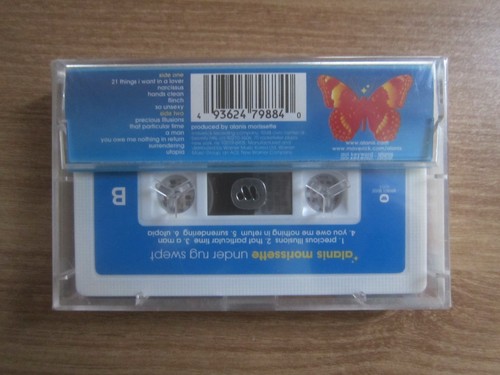 side one
21 things i want in a lover
narcissus
hands clean
flinch
so unsexy
side two
precious illusions
that particular time
a man
you owe me nothing in return
surrendering
utopia
4 93624 79884 0
produced by alanis morissette
www.alanis.com
www.maverick.com/alanis
B
1. precious illusions 2. that particular time 3. a man
4. you owe me nothing in return 5. surrendering 6. utopia
alanis morissette under rug swept